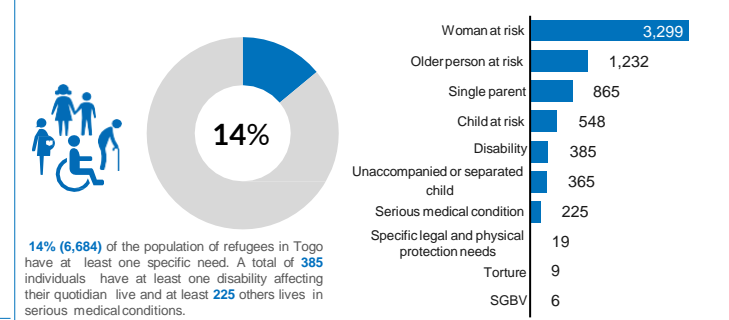 14%
14% (6,684) of the population of refugees in Togo
have at least one specific need. A total of 385
individuals have at least one disability affecting
their quotidian live and at least 225 others lives in
serious medical conditions.
Woman at risk 3,299
Older person at risk 1,232
Single parent 865
Child at risk 548
Disability 385
Unaccompanied or separated
child 365
Serious medical condition 225
Specific legal and physical
protection needs 19
Torture 9
SGBV 6